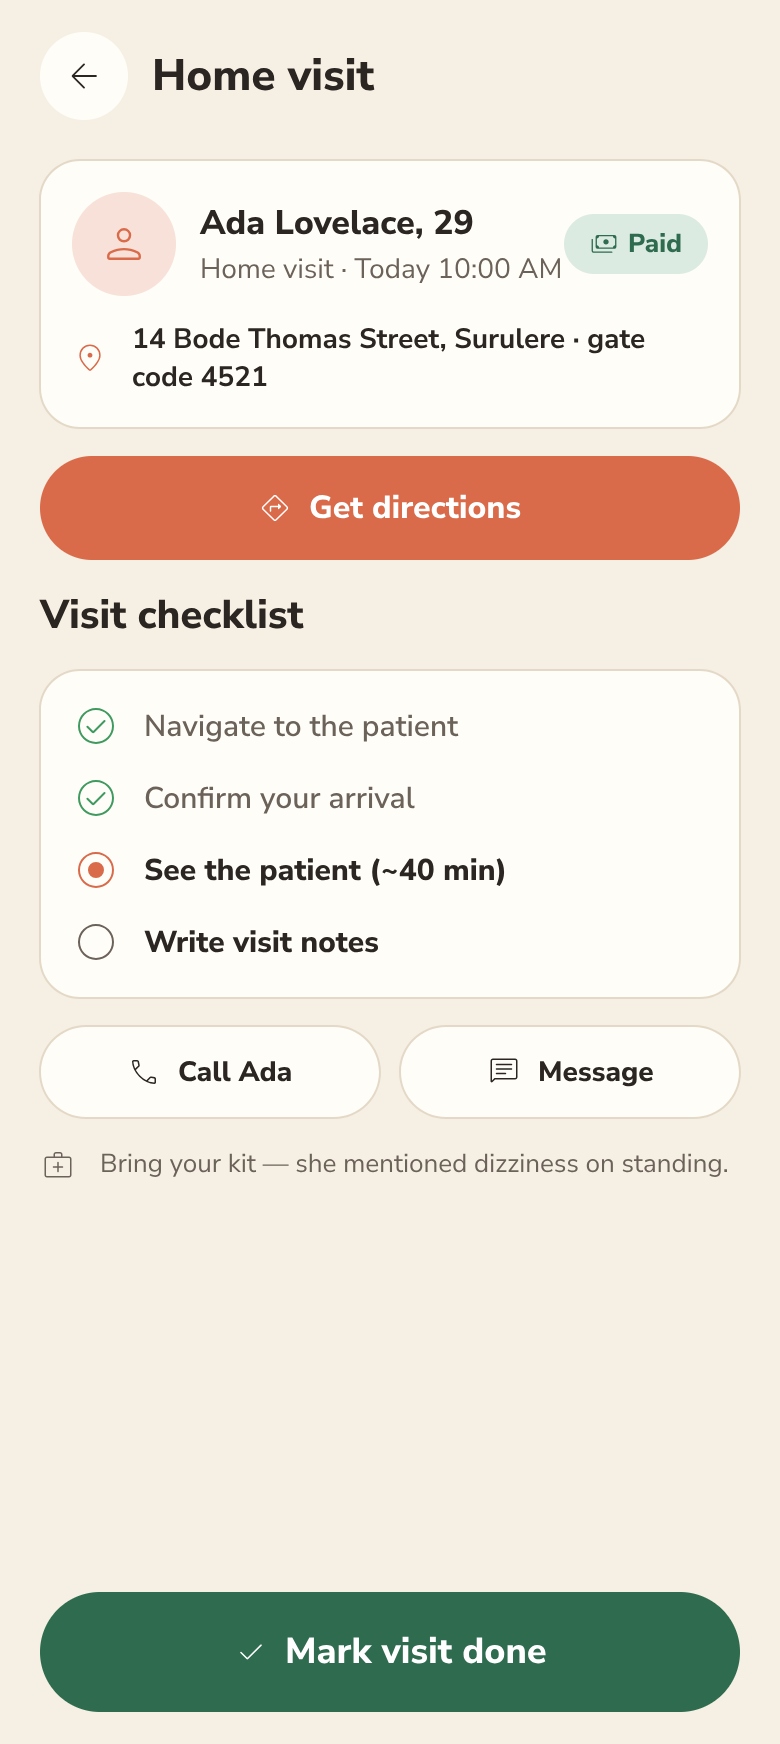 Home visit
Ada Lovelace, 29
Home visit · Today 10:00 AM
Paid
14 Bode Thomas Street, Surulere · gate
code 4521
Get directions
Visit checklist
Navigate to the patient
Confirm your arrival
See the patient (~40 min)
Write visit notes
Call Ada
Message
Bring your kit — she mentioned dizziness on standing.
Mark visit done